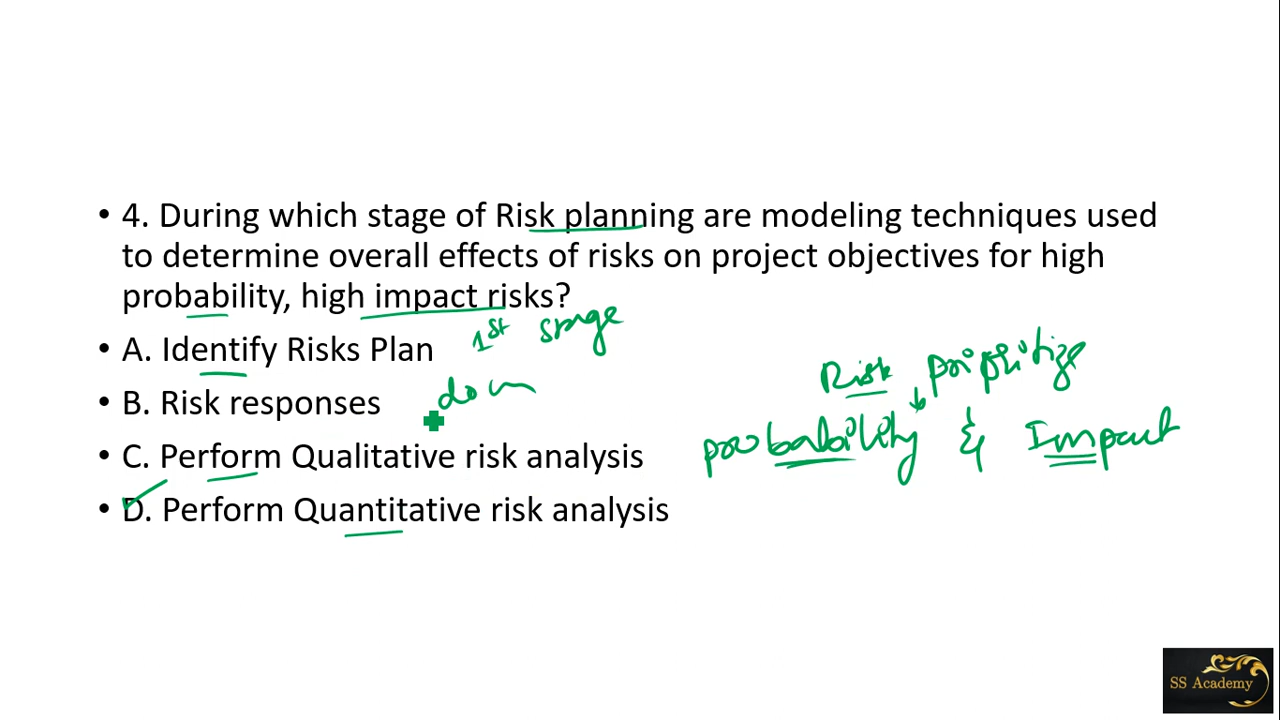 • 4. During which stage of Risk planning are modeling techniques used
to determine overall effects of risks on project objectives for high
probability, high impact risks?
• A. Identify Risks Plan
1st stage
• B. Risk responses
Risk prioritize
probability & Impact
• C. Perform Qualitative risk analysis
• D. Perform Quantitative risk analysis
SS Academy